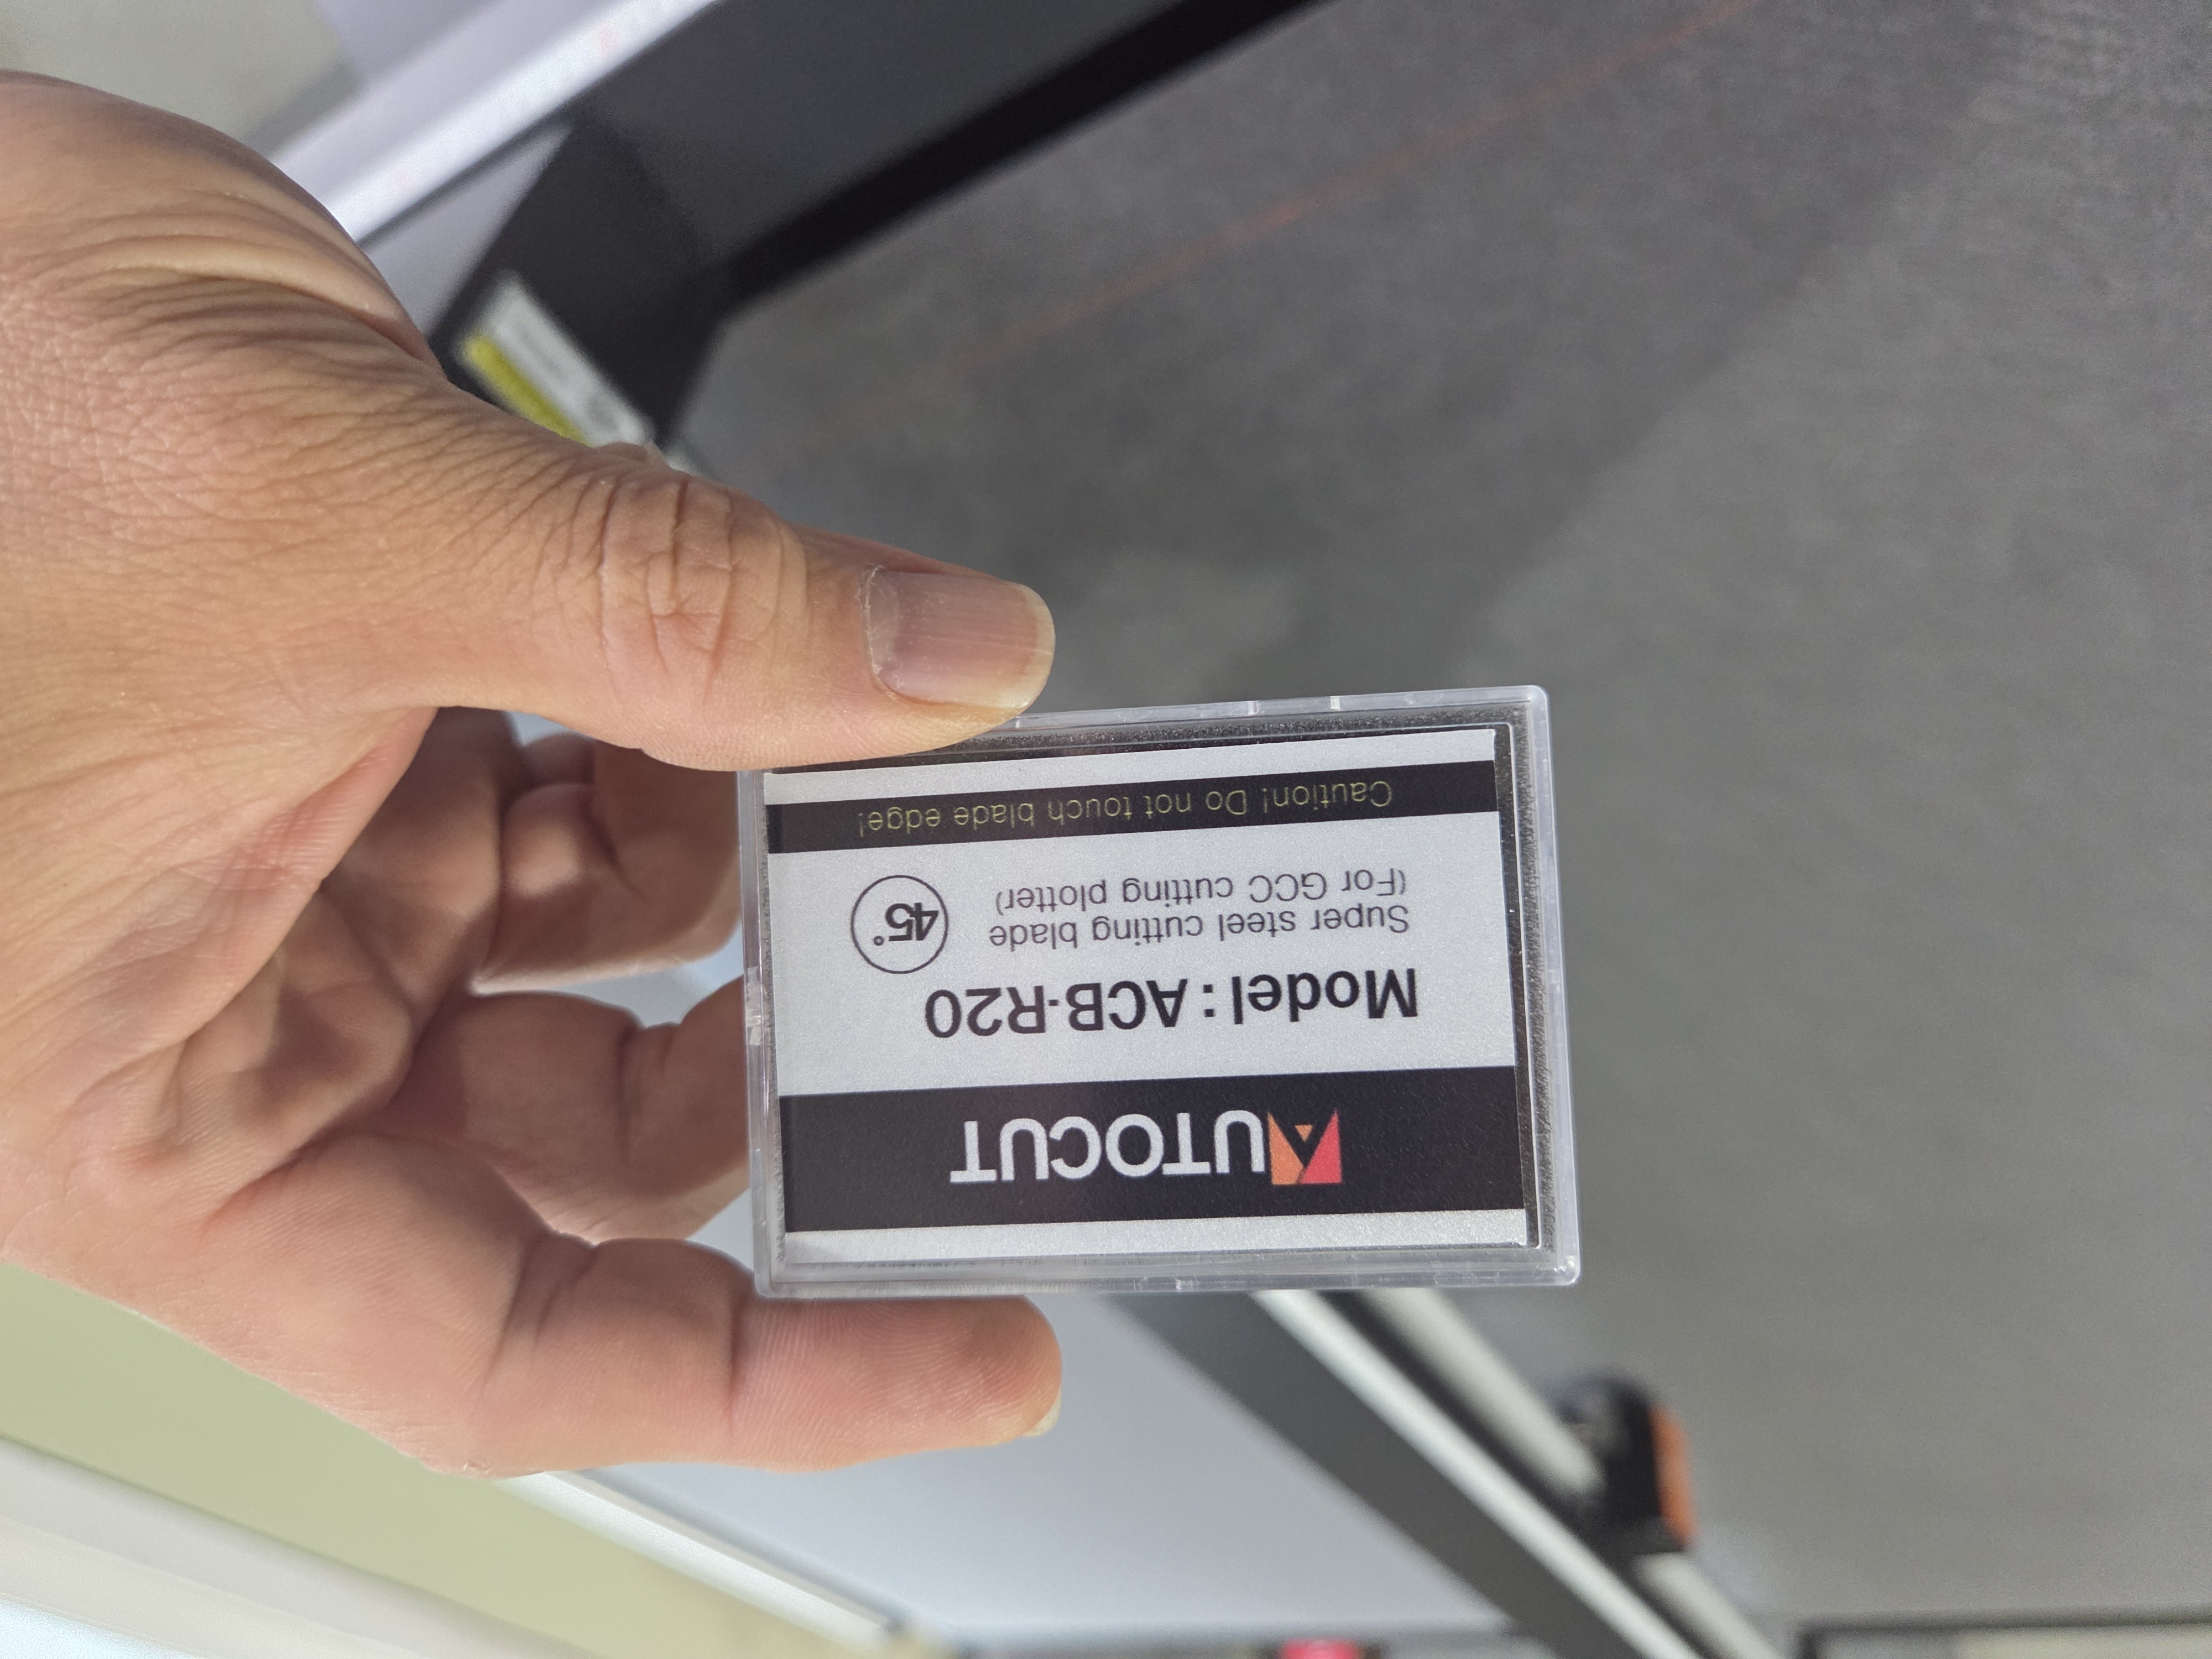 AUTOCUT
Model : ACB-R20
Super steel cutting blade
(For GCC cutting plotter)
45°
Caution! Do not touch blade edge!